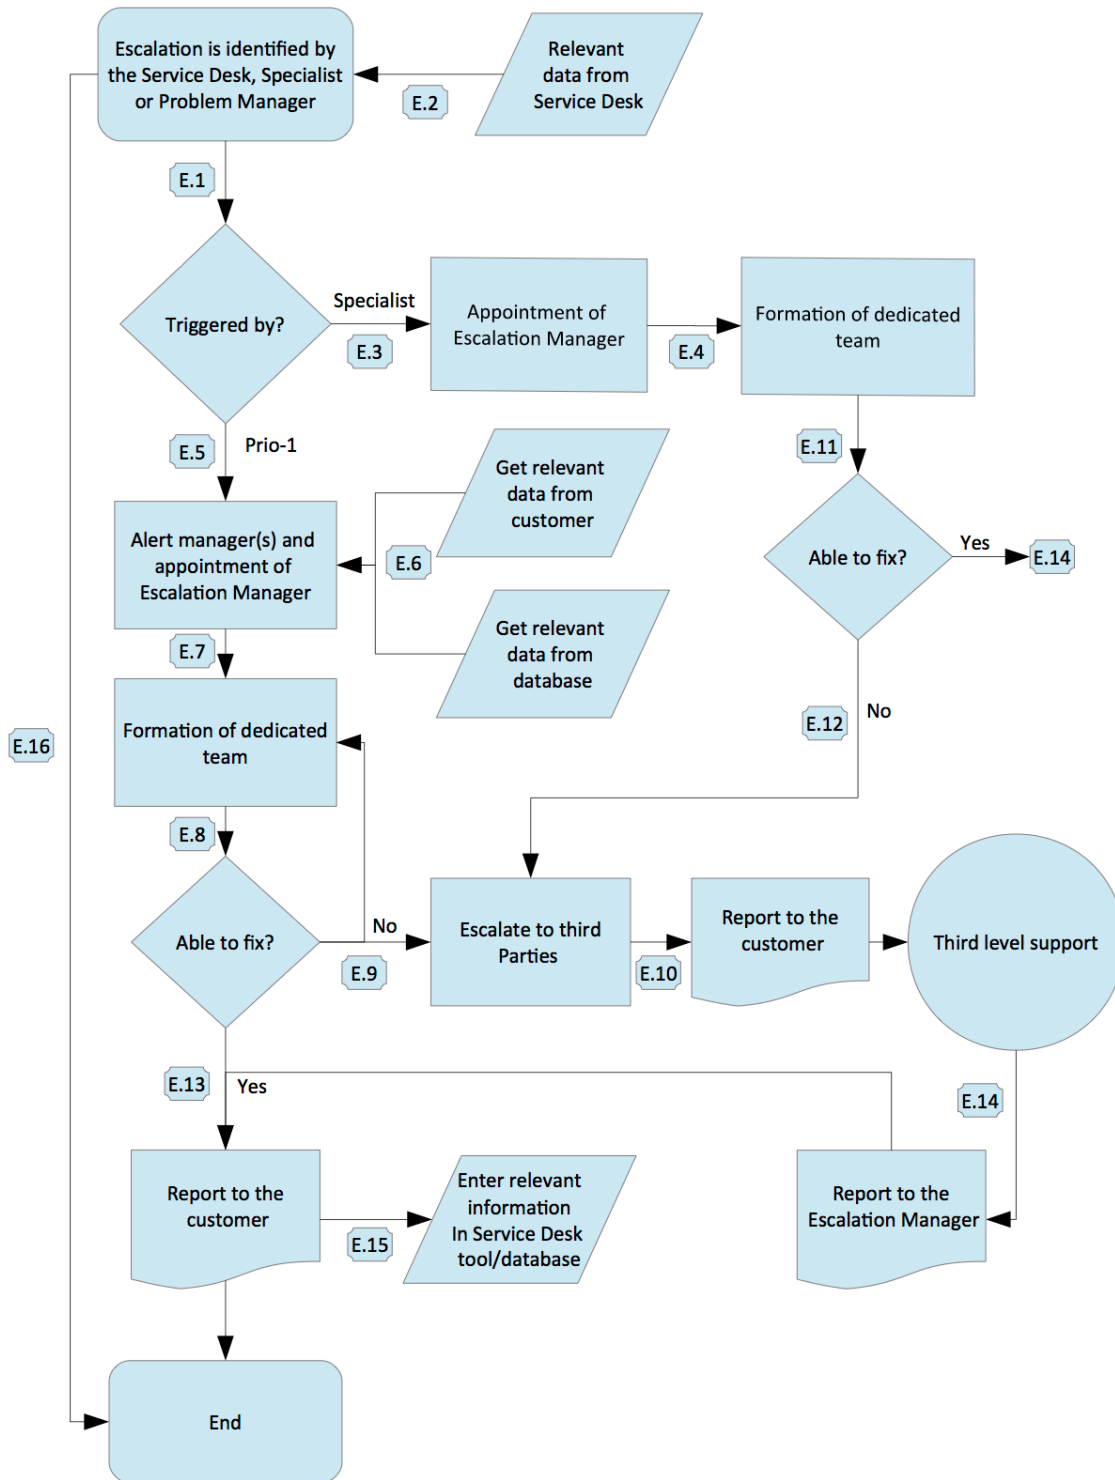 Escalation is identified by
the Service Desk, Specialist
or Problem Manager
Relevant
data from
Service Desk
E.2
E.1
Triggered by?
Specialist
E.3
Appointment of
Escalation Manager
E.4
Formation of dedicated
team
E.5
Prio-1
E.11
Get relevant
data from
customer
Alert manager(s) and
appointment of
Escalation Manager
E.6
Able to fix?
Yes
E.14
E.7
Get relevant
data from
database
Formation of dedicated
team
E.12
No
E.16
E.8
Able to fix?
No
E.9
Escalate to third
Parties
E.10
Report to the
customer
Third level support
E.13
Yes
E.14
Report to the
customer
E.15
Enter relevant
information
In Service Desk
tool/database
Report to the
Escalation Manager
End